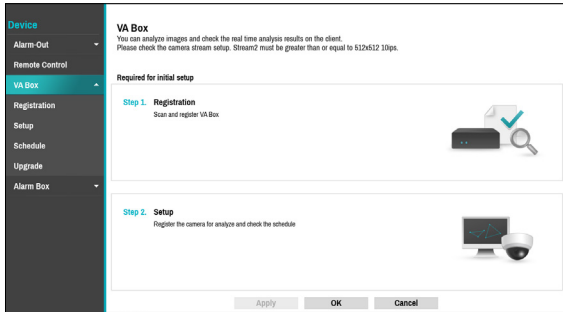 Device
Alarm-Out
Remote Control
VA Box
Registration
Setup
Schedule
Upgrade
Alarm Box
VA Box
You can analyze images and check the real time analysis results on the client.
Please check the camera stream setup. Stream2 must be greater than or equal to 512x512 10ips.
Required for initial setup
Step 1. Registration
Scan and register VA Box
Step 2. Setup
Register the camera for analyze and check the schedule
Apply OK Cancel